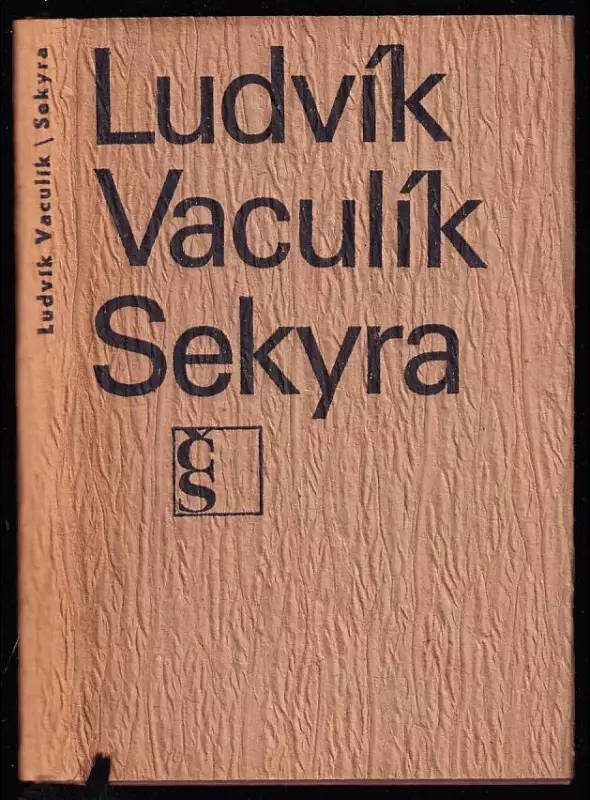 Ludvík Vaculík \ Sekyra
Ludvík
Vaculík
Sekyra
ČS